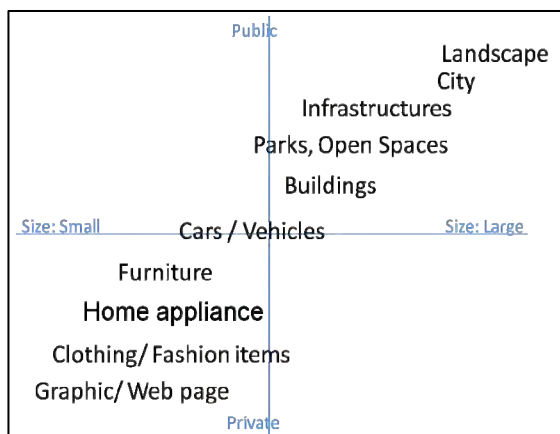 Public
Landscape
City
Infrastructures
Parks, Open Spaces
Buildings
Size: Small
Cars / Vehicles
Size: Large
Furniture
Home appliance
Clothing/ Fashion items
Graphic/ Web page
Private